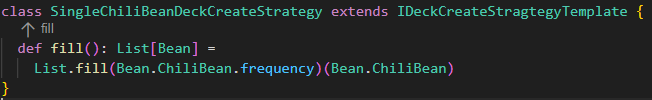 class SingleChiliBeanDeckCreateStrategy extends IDeckCreateStragtegyTemplate {
↑ fill
def fill(): List[Bean] =
List.fill(Bean.ChiliBean.frequency)(Bean.ChiliBean)
}